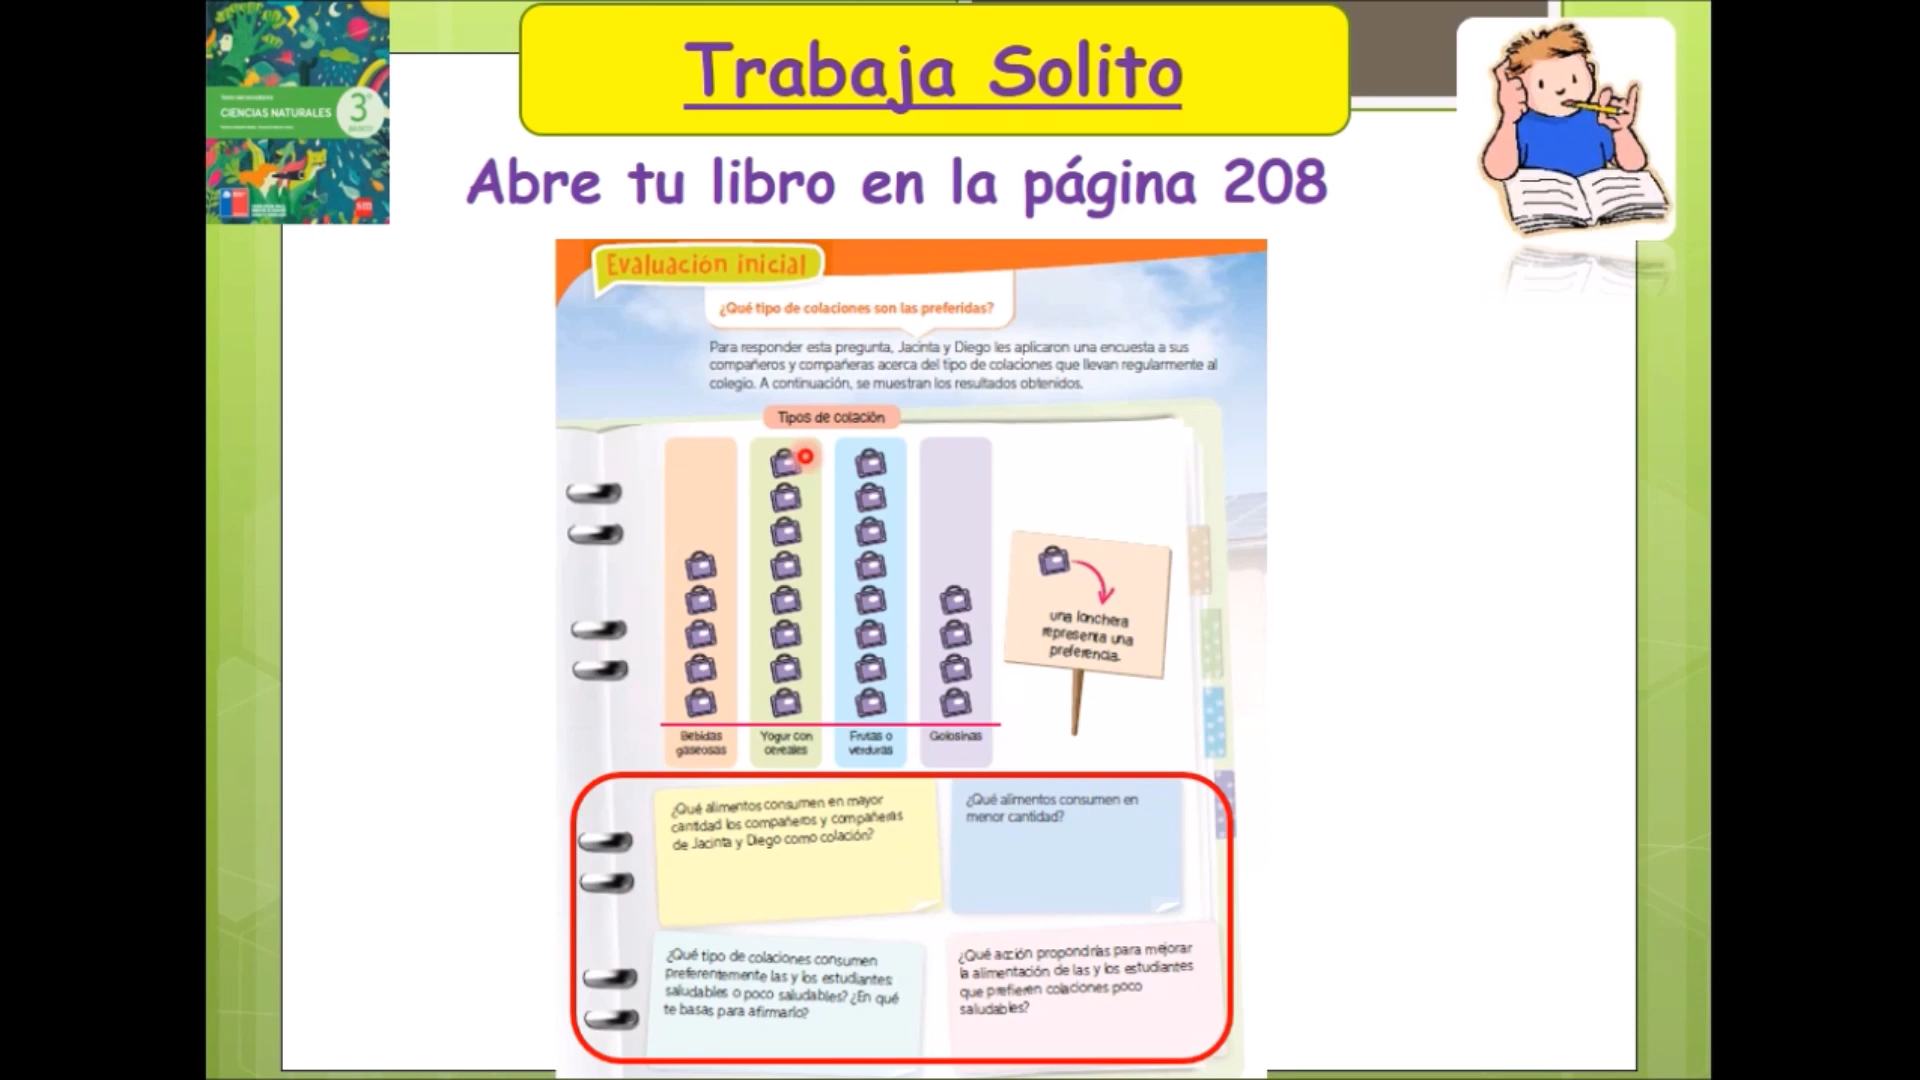 Trabaja Solito
CIENCIAS NATURALES
3°
BÁSICO
Abre tu libro en la página 208
Evaluación inicial
¿Qué tipo de colaciones son las preferidas?
Para responder esta pregunta, Jacinta y Diego les aplicaron una encuesta a sus
compañeros y compañeras acerca del tipo de colaciones que llevan regularmente al
colegio. A continuación, se muestran los resultados obtenidos.
Tipos de colación
una lonchera
representa una
preferencia.
Bebidas
gaseosas
Yogur con
cereales
Frutas o
verduras
Golosinas
¿Qué alimentos consumen en mayor
cantidad los compañeros y compañeras
de Jacinta y Diego como colación?
¿Qué alimentos consumen en
menor cantidad?
¿Qué tipo de colaciones consumen
preferentemente las y los estudiantes:
saludables o poco saludables? ¿En qué
te basas para afirmarlo?
¿Qué acción propondrías para mejorar
la alimentación de las y los estudiantes
que prefieren colaciones poco
saludables?
sm